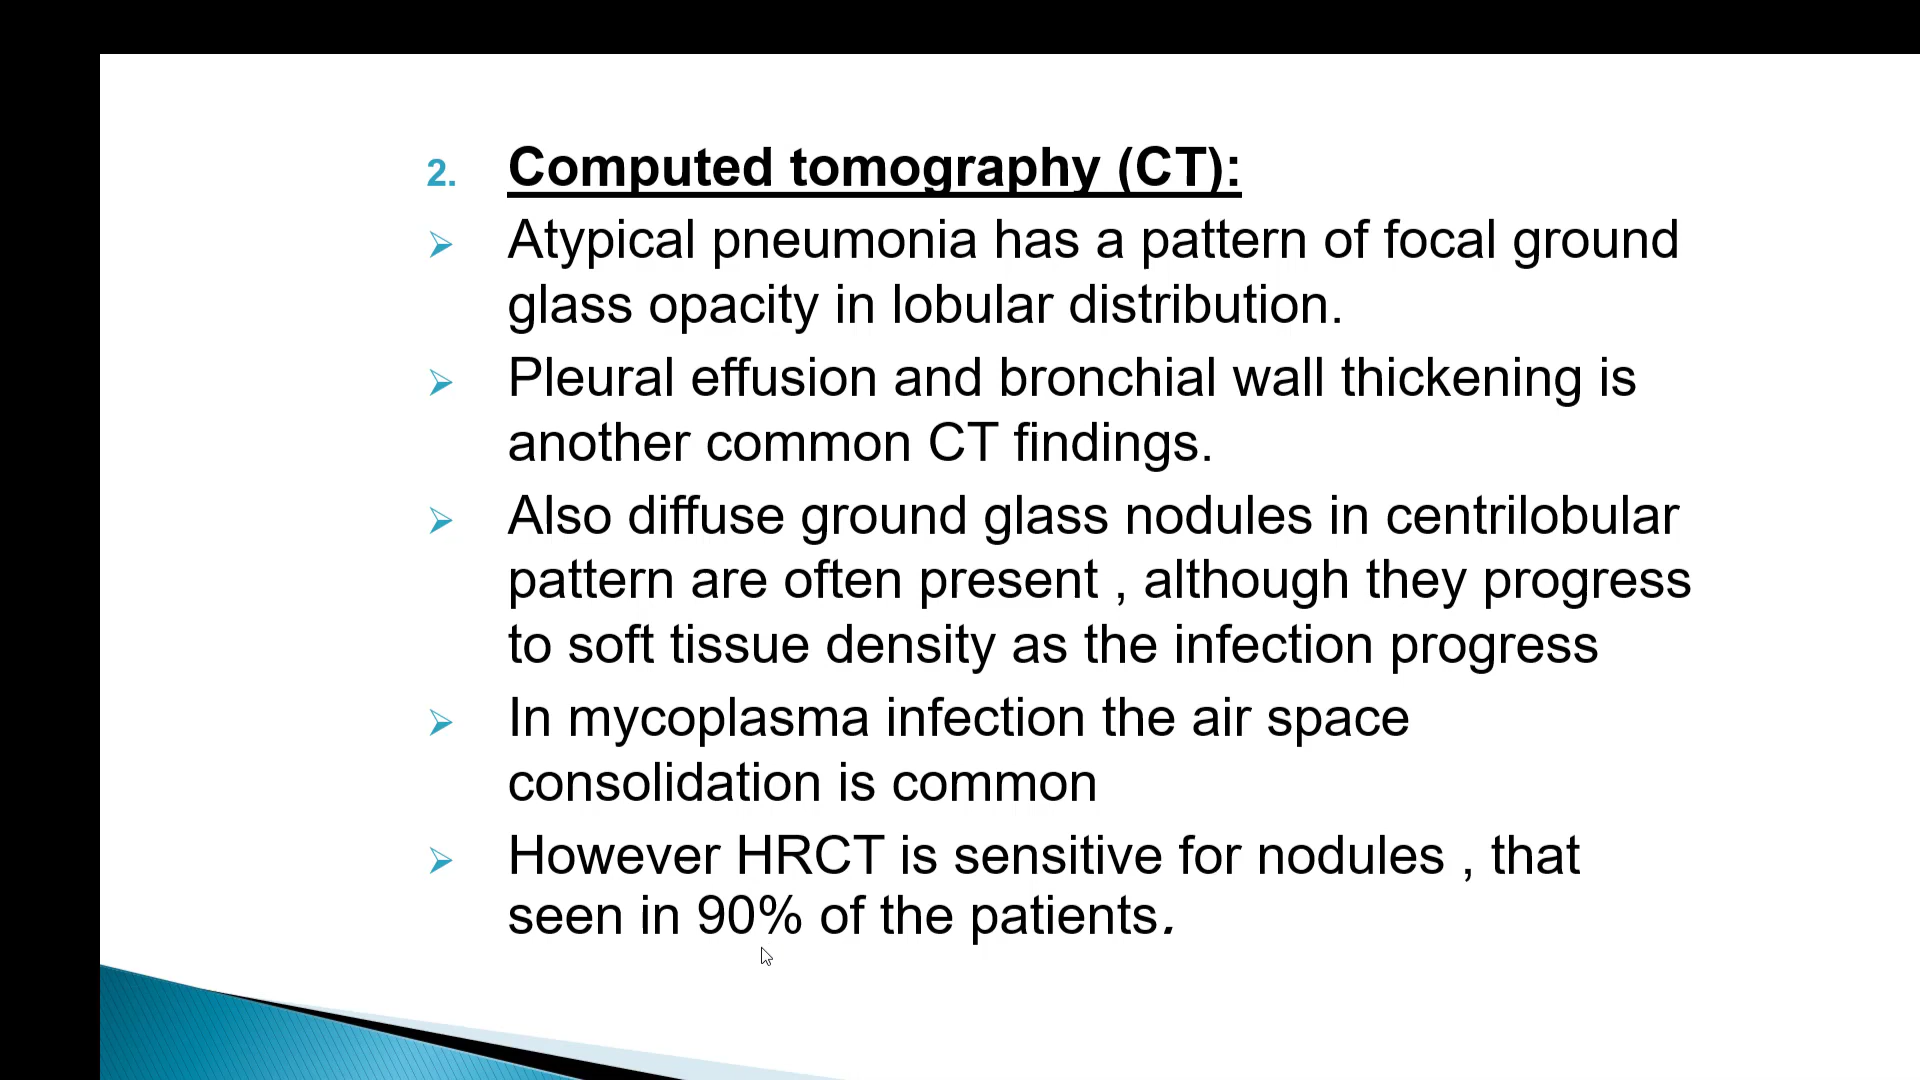 2. Computed tomography (CT):
Atypical pneumonia has a pattern of focal ground
glass opacity in lobular distribution.
Pleural effusion and bronchial wall thickening is
another common CT findings.
Also diffuse ground glass nodules in centrilobular
pattern are often present , although they progress
to soft tissue density as the infection progress
In mycoplasma infection the air space
consolidation is common
However HRCT is sensitive for nodules , that
seen in 90% of the patients.